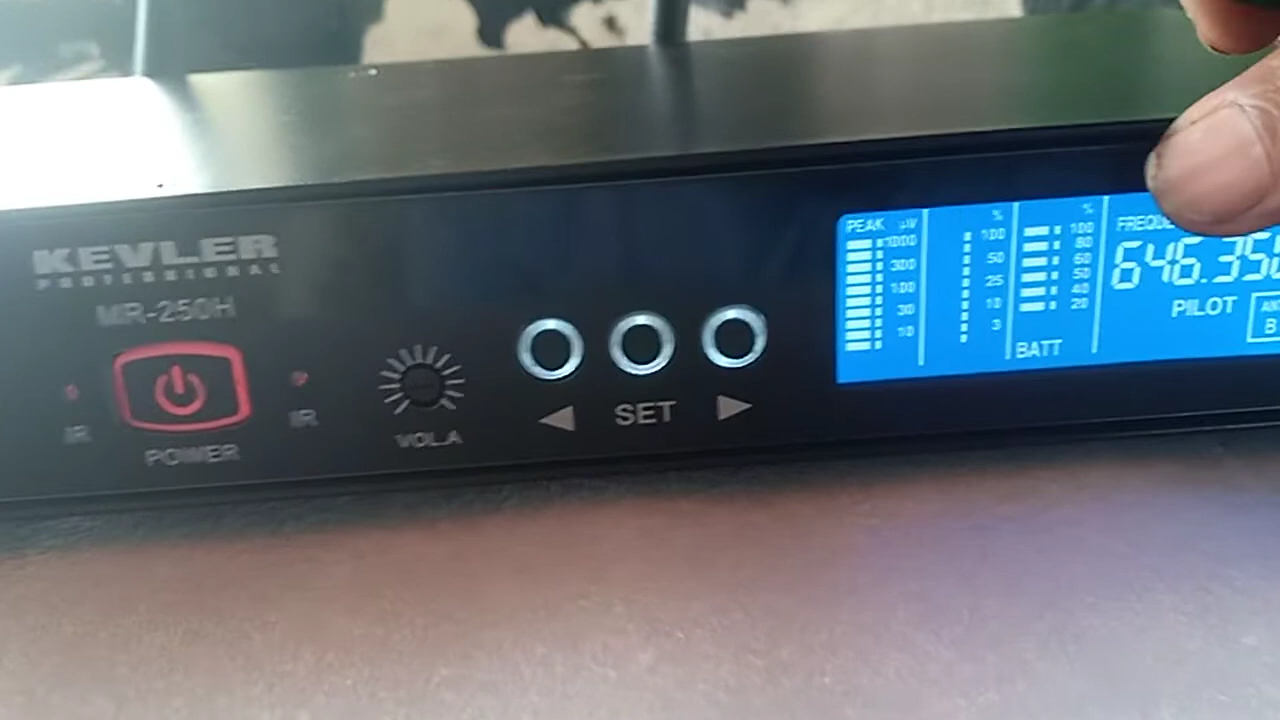 KEVLER
PROFESSIONAL
MR-250H
IR
POWER
IR
VOL.A
SET
PEAK µV
1000
300
100
30
10
%
100
50
25
10
3
%
100
80
60
50
40
20
BATT
646.35
PILOT
B